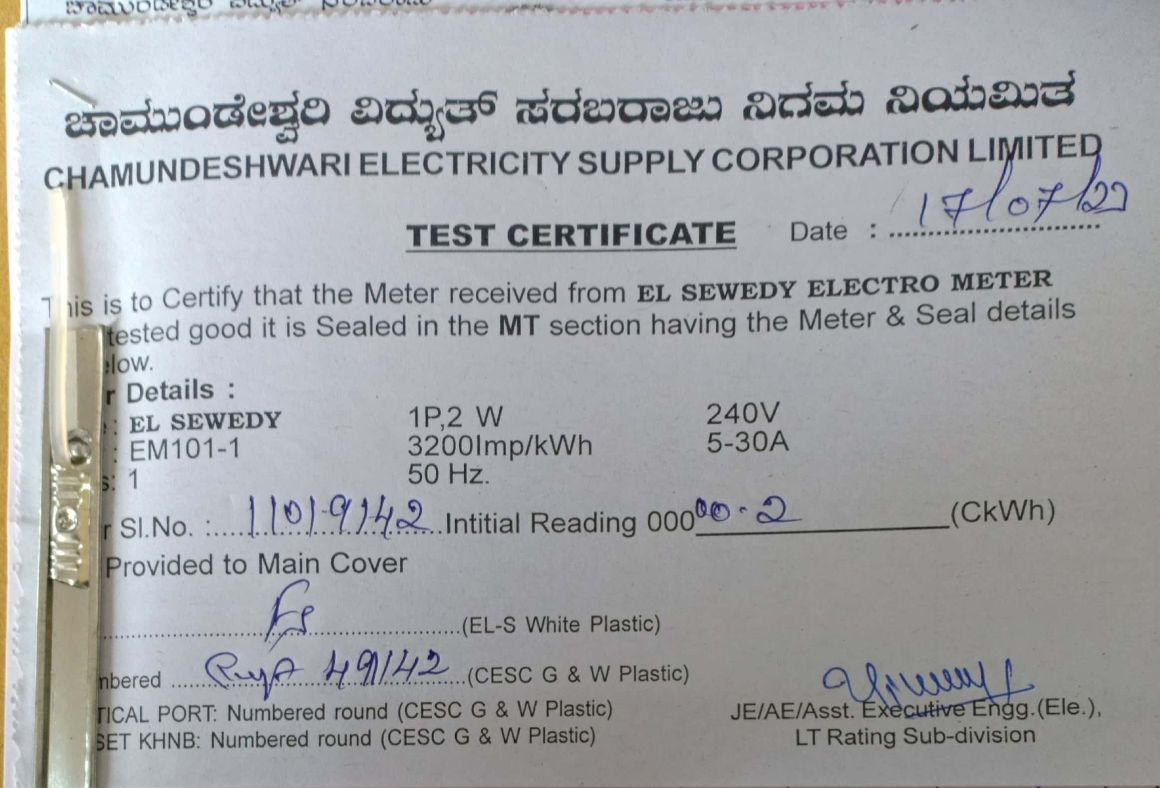 ಚಾಮುಂಡೇಶ್ವರಿ ವಿದ್ಯುತ್ ಸರಬರಾಜು ನಿಗಮ ನಿಯಮಿತ
CHAMUNDESHWARI ELECTRICITY SUPPLY CORPORATION LIMITED
TEST CERTIFICATE Date : 17/07/22
This is to Certify that the Meter received from EL SEWEDY ELECTRO METER
tested good it is Sealed in the MT section having the Meter & Seal details
elow.
r Details :
: EL SEWEDY 1P,2 W 240V
: EM101-1 3200Imp/kWh 5-30A
s: 1 50 Hz.
r Sl.No. : 11019142 Intitial Reading 00000.2 (CkWh)
Provided to Main Cover
(EL-S White Plastic)
nbered 49142 (CESC G & W Plastic)
TICAL PORT: Numbered round (CESC G & W Plastic)
SET KHNB: Numbered round (CESC G & W Plastic)
JE/AE/Asst. Executive Engg.(Ele.),
LT Rating Sub-division